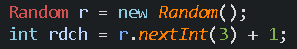 Random r = new Random();
int rdch = r.nextInt(3) + 1;